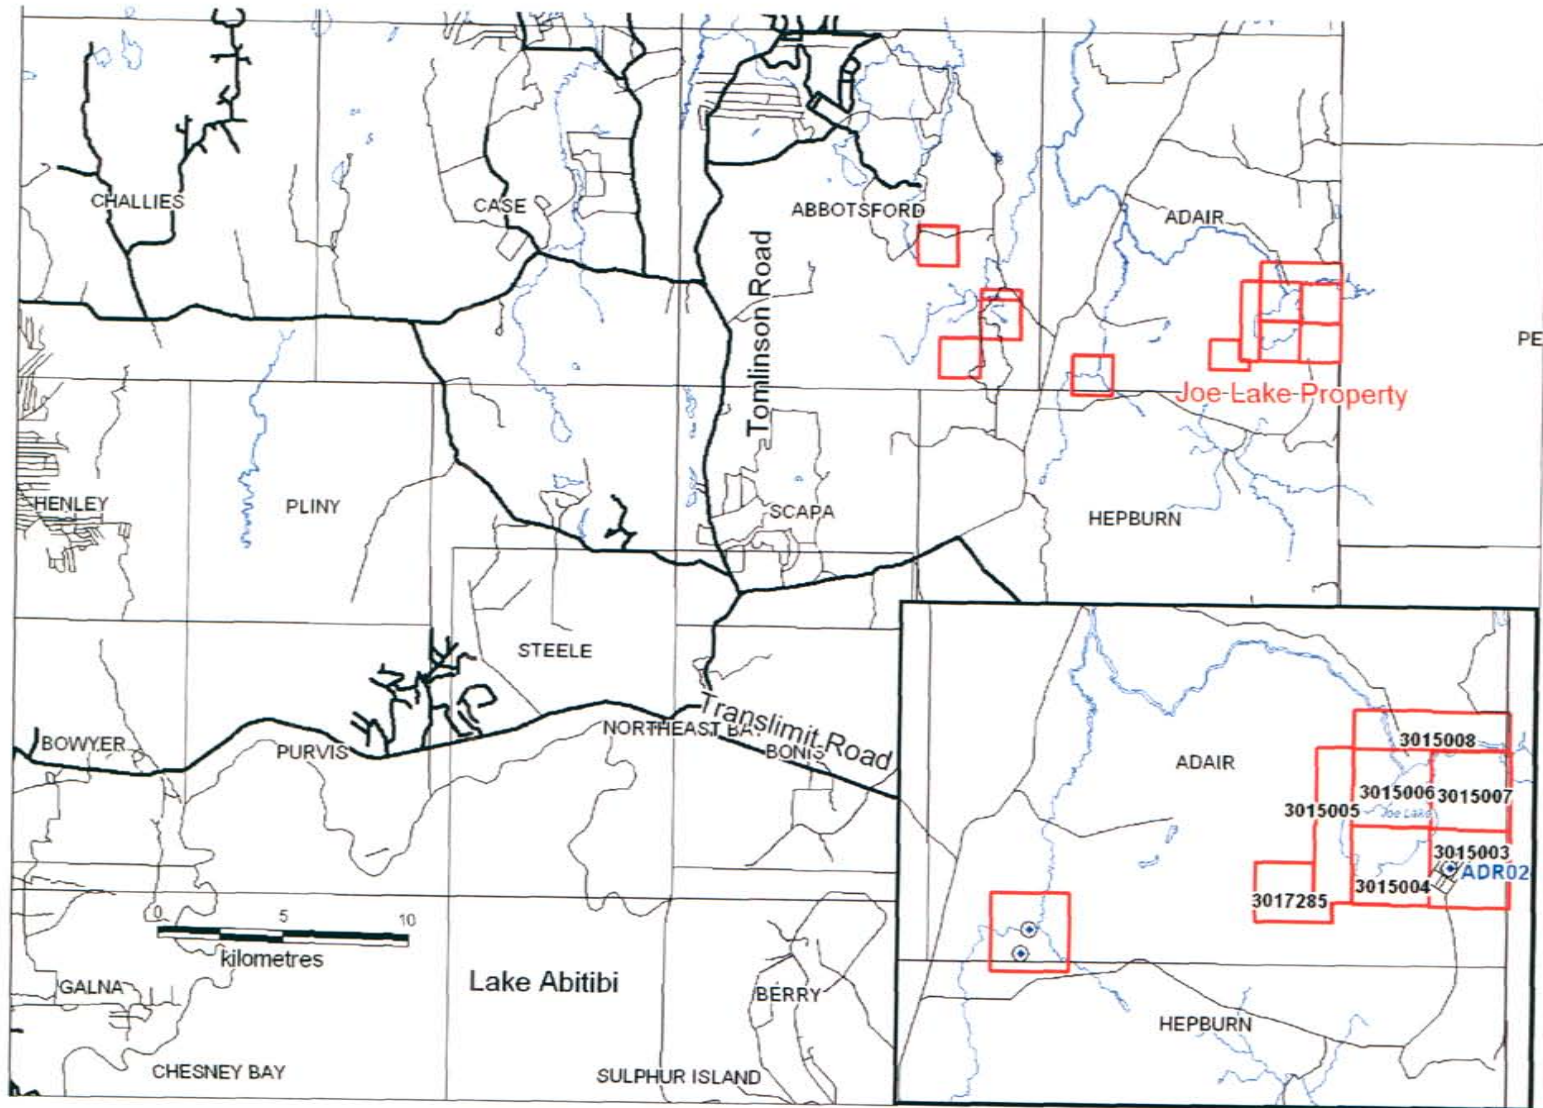 CHALLIES
CASE
ABBOTSFORD
ADAIR
Tomlinson Road
PE
Joe Lake Property
HENLEY
PLINY
SCAPA
HEPBURN
STEELE
Translimit Road
BOWYER
PURVIS
NORTHEAST BAY
BONIS
0 5 10
kilometres
GALNA
Lake Abitibi
BERRY
CHESNEY BAY
SULPHUR ISLAND
3015008
ADAIR
3015006
3015007
3015005
Joe Lake
3015003
ADR02
3015004
3017285
HEPBURN